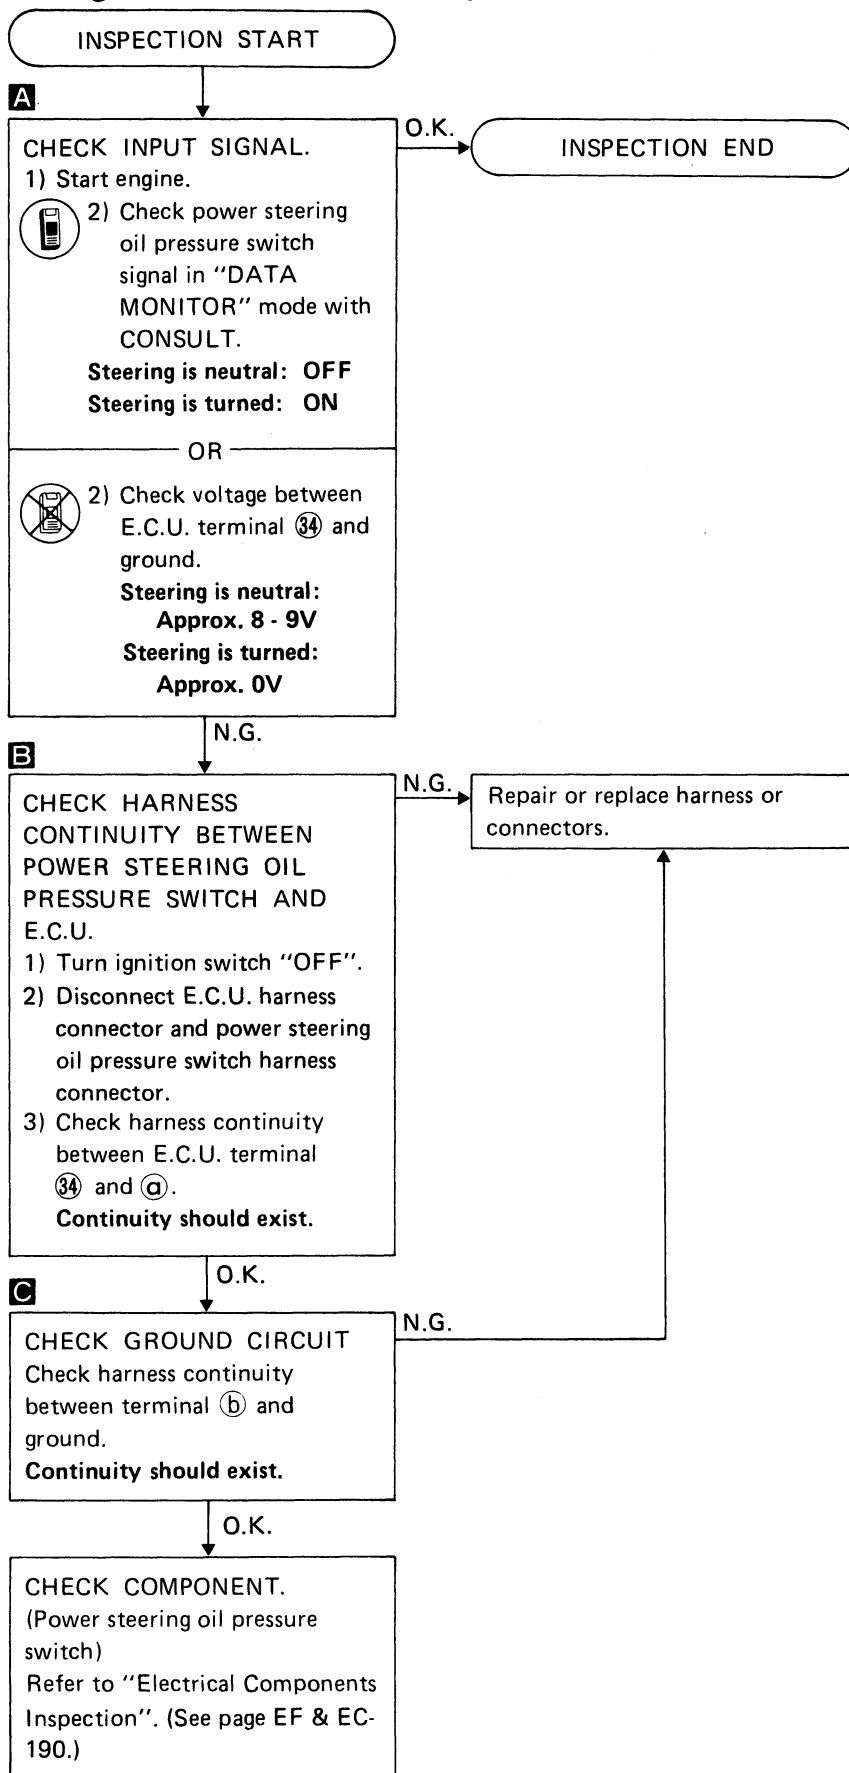 INSPECTION START
A
CHECK INPUT SIGNAL.
1) Start engine.
2) Check power steering
oil pressure switch
signal in "DATA
MONITOR" mode with
CONSULT.
Steering is neutral: OFF
Steering is turned: ON
OR
2) Check voltage between
E.C.U. terminal 34 and
ground.
Steering is neutral:
Approx. 8 - 9V
Steering is turned:
Approx. 0V
O.K.
INSPECTION END
N.G.
B
CHECK HARNESS
CONTINUITY BETWEEN
POWER STEERING OIL
PRESSURE SWITCH AND
E.C.U.
1) Turn ignition switch "OFF".
2) Disconnect E.C.U. harness
connector and power steering
oil pressure switch harness
connector.
3) Check harness continuity
between E.C.U. terminal
34 and a.
Continuity should exist.
N.G.
Repair or replace harness or
connectors.
O.K.
C
CHECK GROUND CIRCUIT
Check harness continuity
between terminal b and
ground.
Continuity should exist.
N.G.
O.K.
CHECK COMPONENT.
(Power steering oil pressure
switch)
Refer to "Electrical Components
Inspection". (See page EF & EC-
190.)